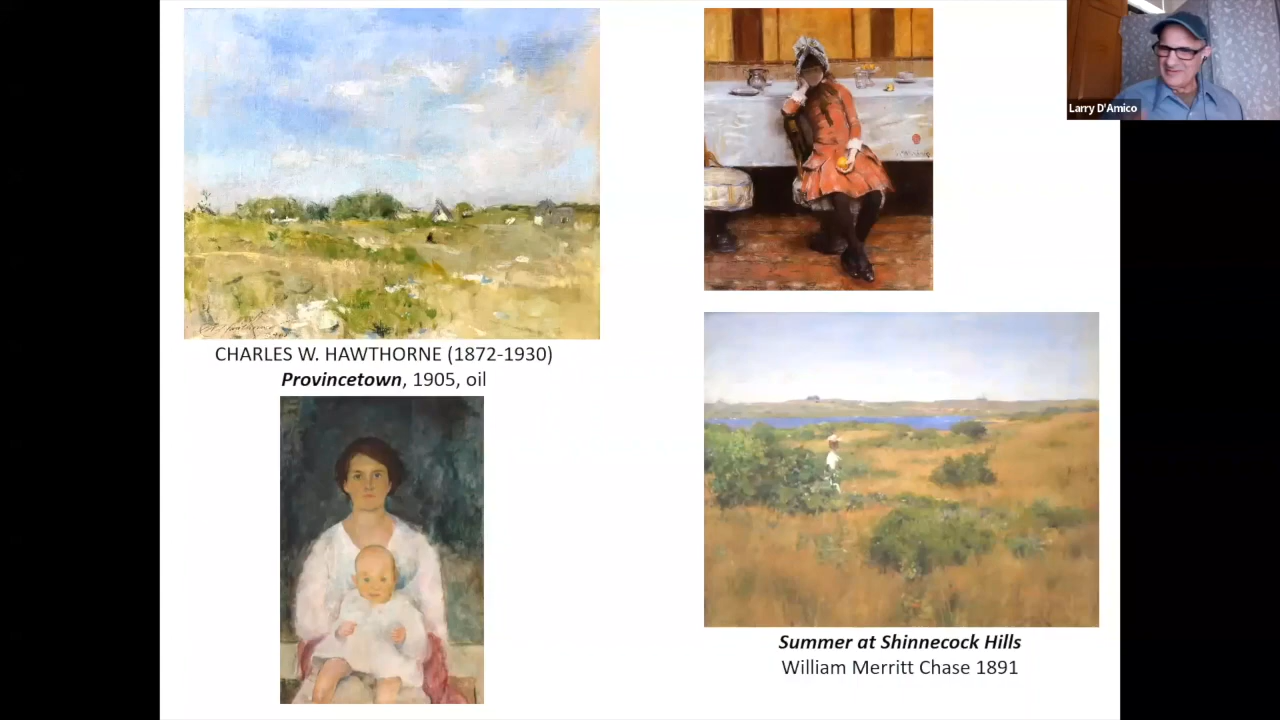 Larry D'Amico
CHARLES W. HAWTHORNE (1872-1930)
Provincetown, 1905, oil
Summer at Shinnecock Hills
William Merritt Chase 1891